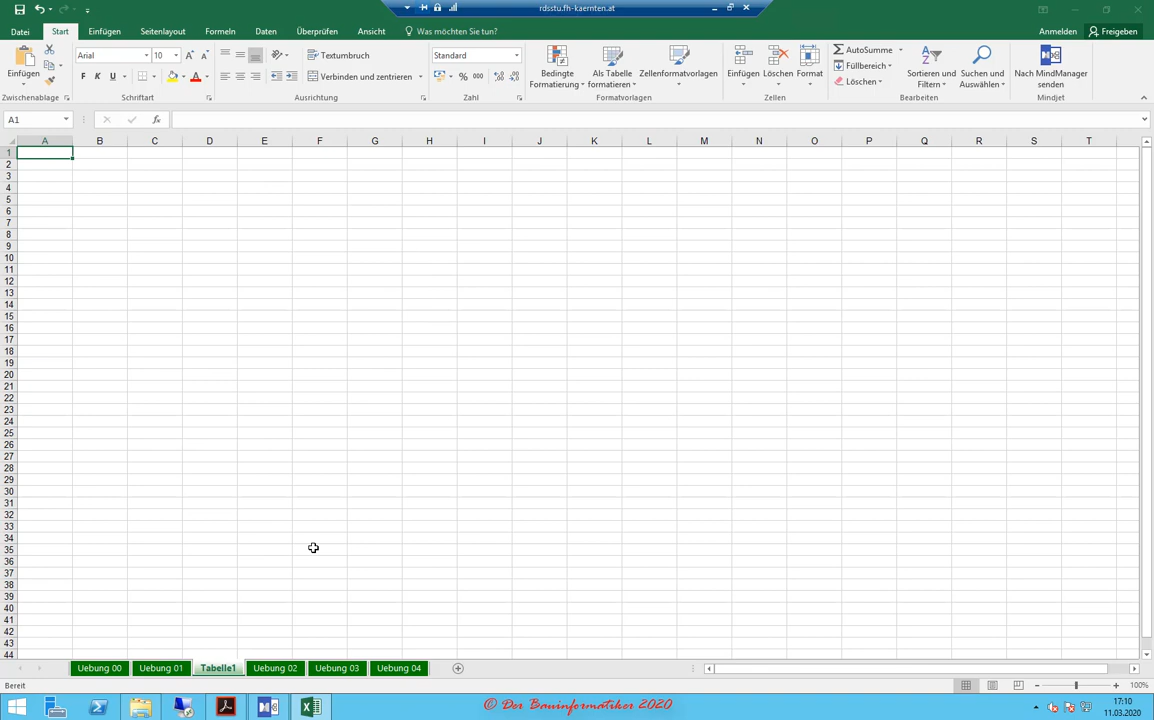 rdsstu.fh-kaernten.at
Datei Start Einfügen Seitenlayout Formeln Daten Überprüfen Ansicht Was möchten Sie tun? Anmelden Freigeben
Einfügen
Zwischenablage
Arial 10
F K U
Schriftart
Textumbruch
Verbinden und zentrieren
Ausrichtung
Standard
% 000
Zahl
Bedingte Formatierung
Als Tabelle formatieren
Zellenformatvorlagen
Formatvorlagen
Einfügen Löschen Format
Zellen
AutoSumme
Füllbereich
Löschen
Sortieren und Filtern
Suchen und Auswählen
Bearbeiten
Nach MindManager senden
Mindjet
A1 fx
A B C D E F G H I J K L M N O P Q R S T
1
2
3
4
5
6
7
8
9
10
11
12
13
14
15
16
17
18
19
20
21
22
23
24
25
26
27
28
29
30
31
32
33
34
35
36
37
38
39
40
41
42
43
44
Uebung 00 Uebung 01 Tabelle1 Uebung 02 Uebung 03 Uebung 04
Bereit 100%
© Der Bauinformatiker 2020
17:10
11.03.2020